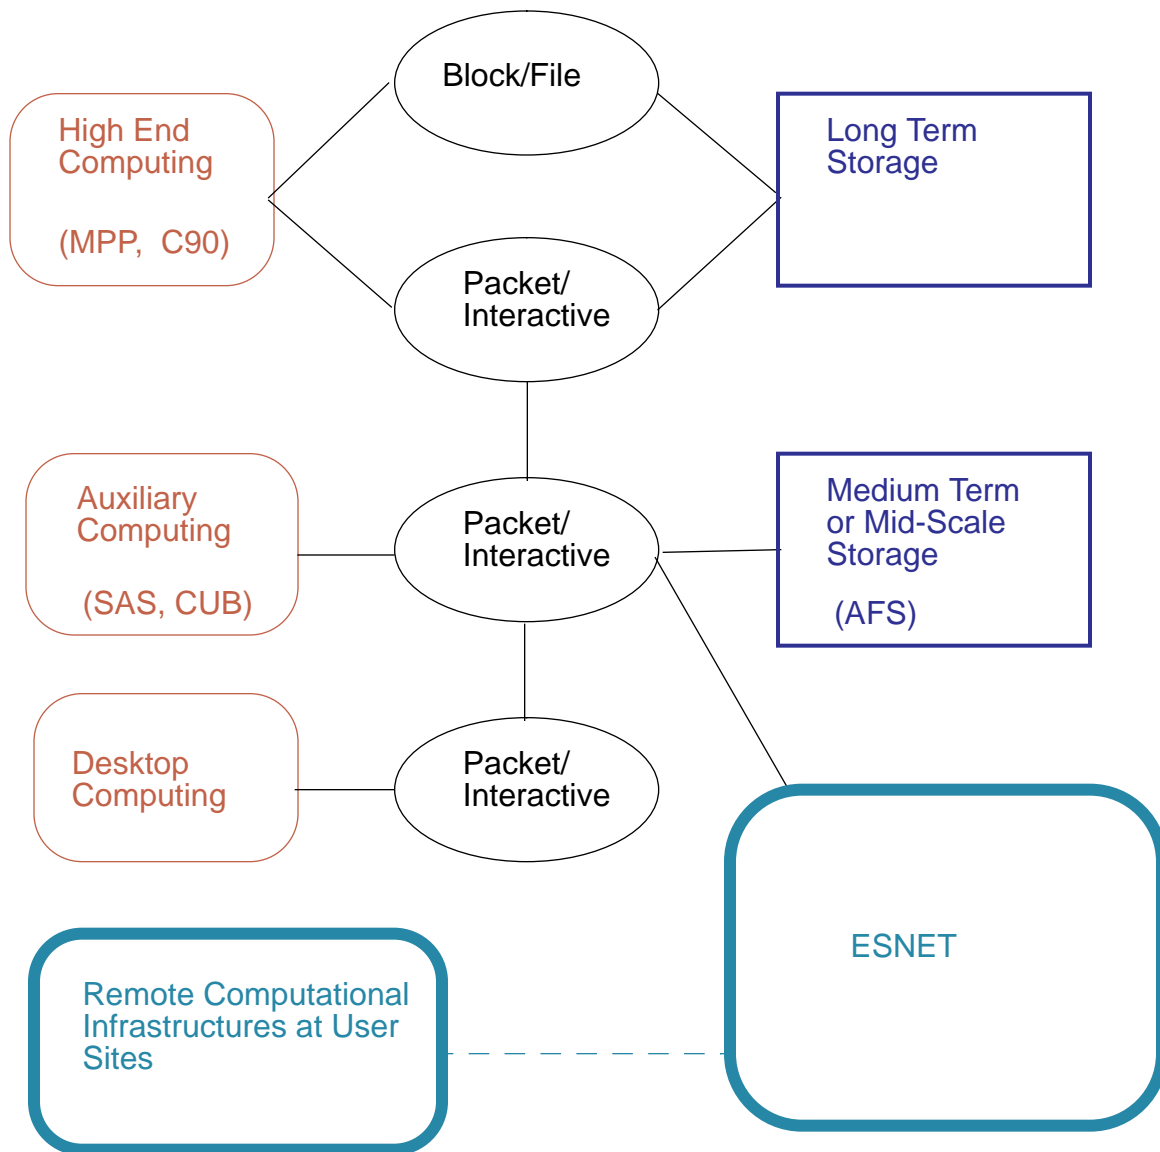 Block/File
High End
Computing
(MPP, C90)
Long Term
Storage
Packet/
Interactive
Auxiliary
Computing
(SAS, CUB)
Packet/
Interactive
Medium Term
or Mid-Scale
Storage
(AFS)
Desktop
Computing
Packet/
Interactive
ESNET
Remote Computational
Infrastructures at User
Sites